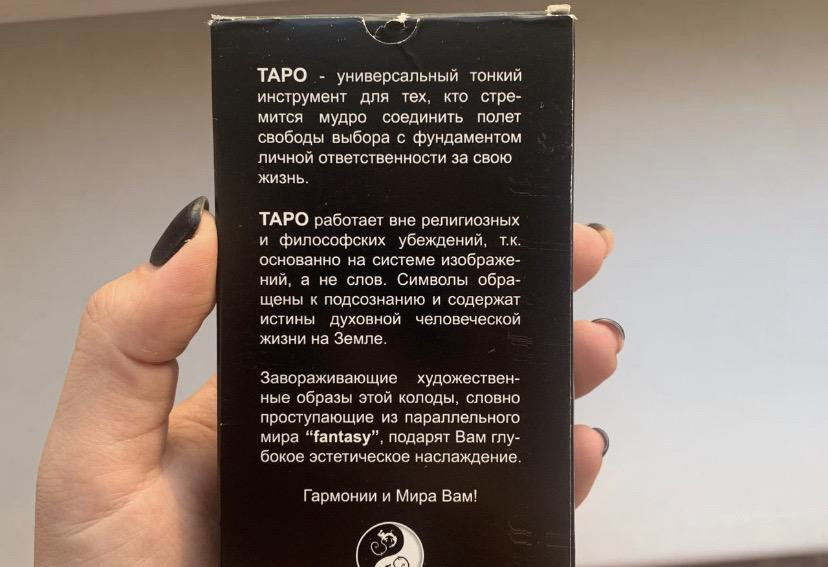 ТАРО - универсальный тонкий
инструмент для тех, кто стре-
мится мудро соединить полет
свободы выбора с фундаментом
личной ответственности за свою
жизнь.
ТАРО работает вне религиозных
и философских убеждений, т.к.
основанно на системе изображе-
ний, а не слов. Символы обра-
щены к подсознанию и содержат
истины духовной человеческой
жизни на Земле.
Завораживающие художествен-
ные образы этой колоды, словно
проступающие из параллельного
мира “fantasy”, подарят Вам глу-
бокое эстетическое наслаждение.
Гармонии и Мира Вам!